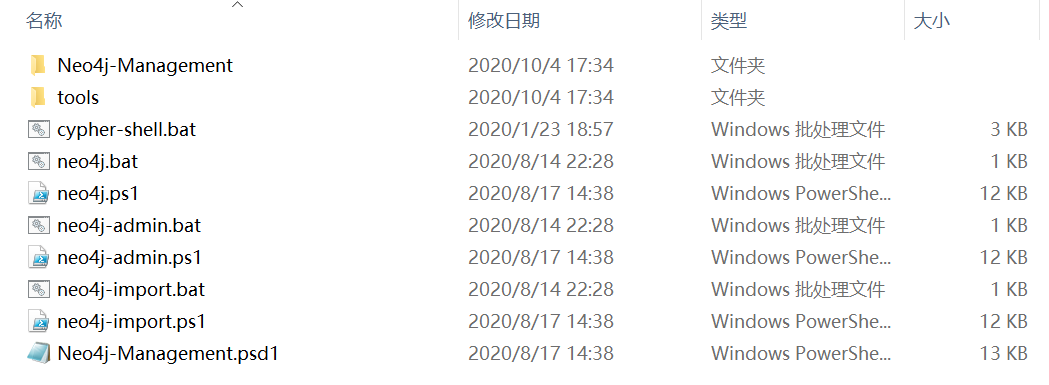 名称 修改日期 类型 大小
Neo4j-Management 2020/10/4 17:34 文件夹
tools 2020/10/4 17:34 文件夹
cypher-shell.bat 2020/1/23 18:57 Windows 批处理文件 3 KB
neo4j.bat 2020/8/14 22:28 Windows 批处理文件 1 KB
neo4j.ps1 2020/8/17 14:38 Windows PowerShe... 12 KB
neo4j-admin.bat 2020/8/14 22:28 Windows 批处理文件 1 KB
neo4j-admin.ps1 2020/8/17 14:38 Windows PowerShe... 12 KB
neo4j-import.bat 2020/8/14 22:28 Windows 批处理文件 1 KB
neo4j-import.ps1 2020/8/17 14:38 Windows PowerShe... 12 KB
Neo4j-Management.psd1 2020/8/17 14:38 Windows PowerShe... 13 KB